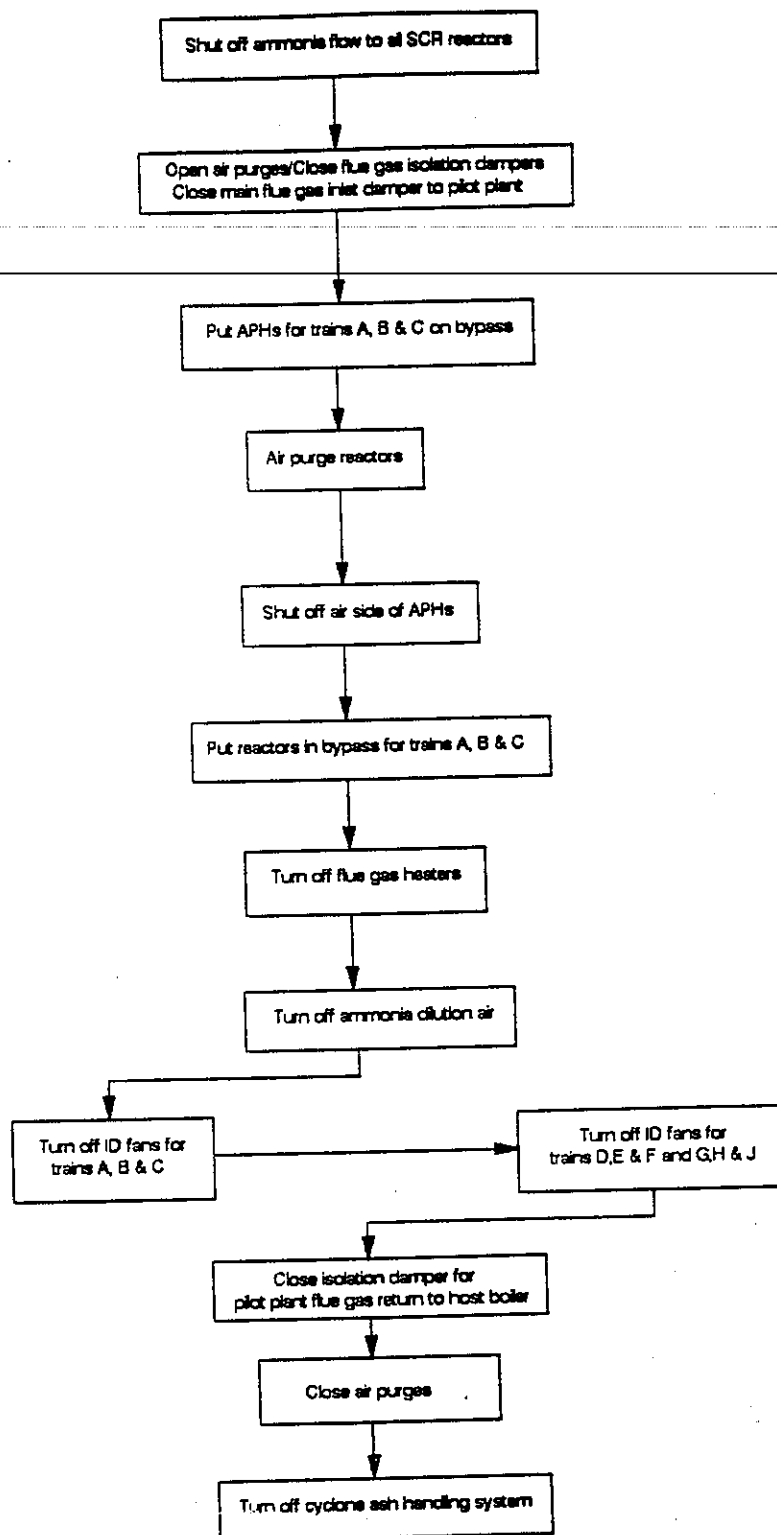 Shut off ammonia flow to all SCR reactors
Open air purges/Close flue gas isolation dampers
Close main flue gas inlet damper to pilot plant
Put APHs for trains A, B & C on bypass
Air purge reactors
Shut off air side of APHs
Put reactors in bypass for trains A, B & C
Turn off flue gas heaters
Turn off ammonia dilution air
Turn off ID fans for
trains A, B & C
Turn off ID fans for
trains D,E & F and G,H & J
Close isolation damper for
pilot plant flue gas return to host boiler
Close air purges
Turn off cyclone ash handling system